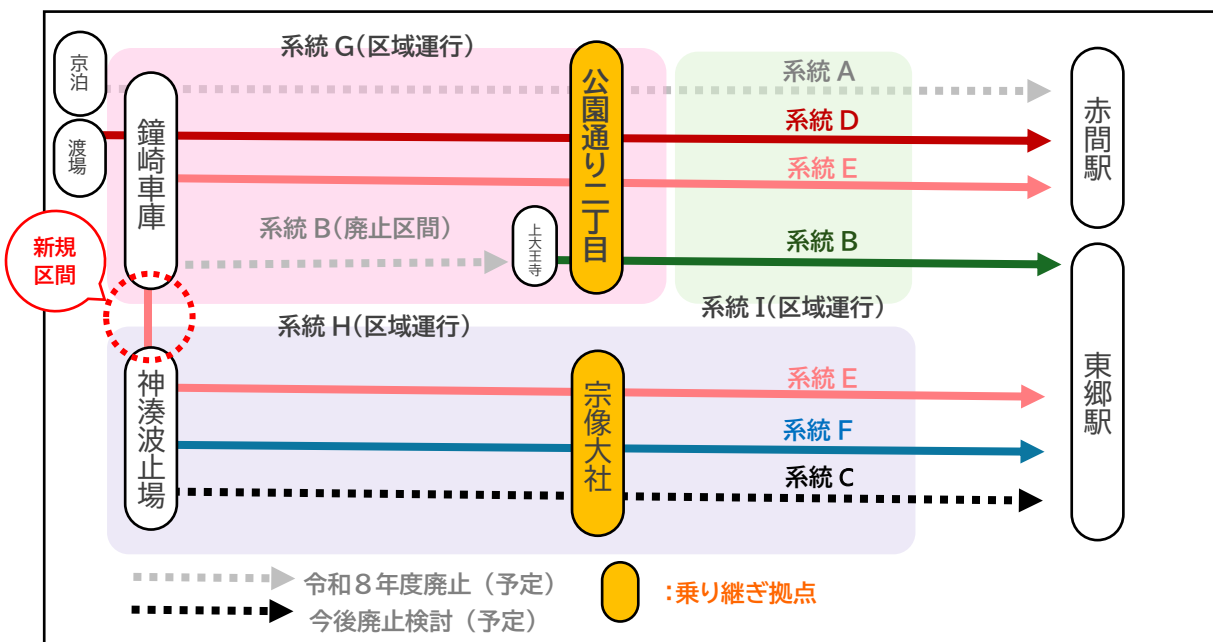 系統 G(区域運行)
京泊
渡場
鐘崎車庫
公園通り二丁目
系統 A
系統 D
系統 E
赤間駅
系統 B(廃止区間)
上大王寺
系統 B
新規
区間
系統 H(区域運行)
系統 I(区域運行)
神湊波止場
宗像大社
系統 E
系統 F
系統 C
東郷駅
令和８年度廃止（予定）
今後廃止検討（予定）
：乗り継ぎ拠点